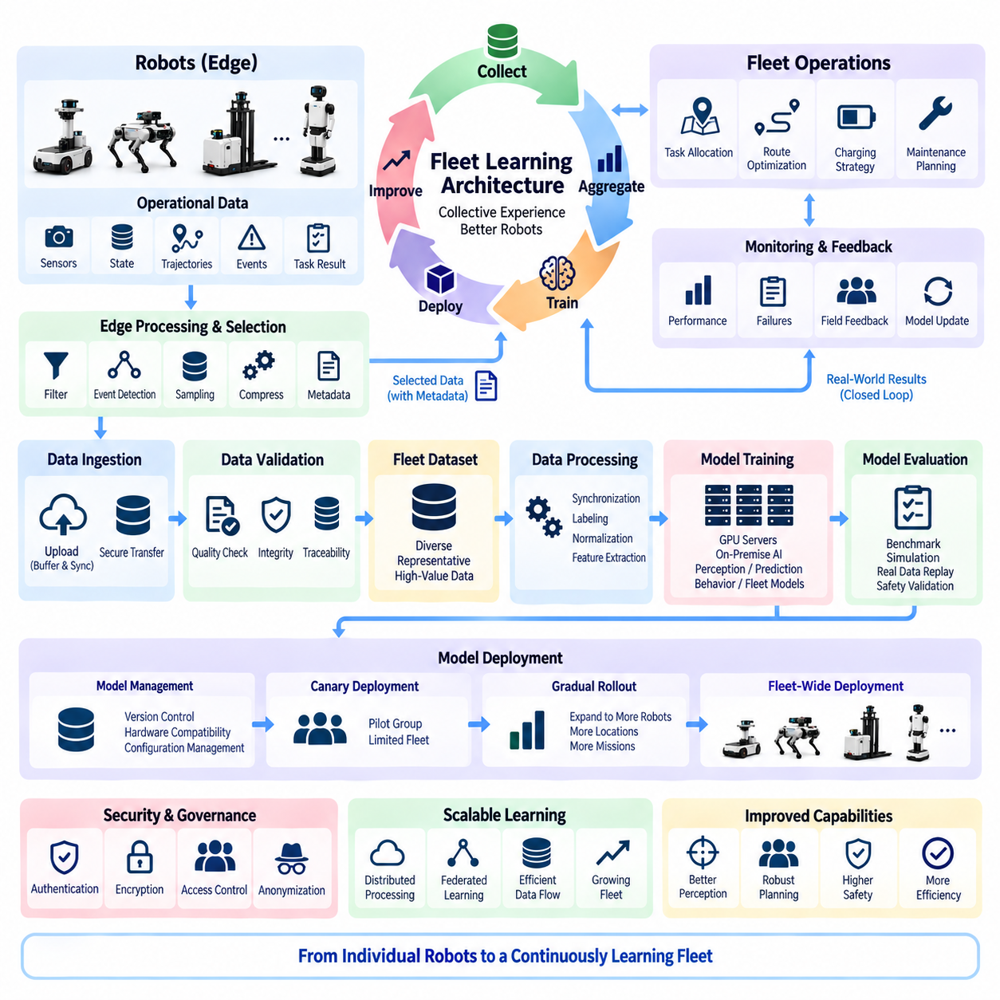 Robots (Edge)
...
Operational Data
Sensors
State
Trajectories
Events
Task Result
Edge Processing & Selection
Filter
Event Detection
Sampling
Compress
Metadata
Collect
Aggregate
Train
Deploy
Improve
Fleet Learning
Architecture
Collective Experience
Better Robots
Selected Data
(with Metadata)
Fleet Operations
Task Allocation
Route
Optimization
Charging
Strategy
Maintenance
Planning
Monitoring & Feedback
Performance
Failures
Field Feedback
Model Update
Real-World Results
(Closed Loop)
Data Ingestion
Upload
(Buffer & Sync)
Secure Transfer
Data Validation
Quality Check
Integrity
Traceability
Fleet Dataset
Diverse
Representative
High-Value Data
Data Processing
Synchronization
Labeling
Normalization
Feature Extraction
Model Training
GPU Servers
On-Premise AI
Perception / Prediction
Behavior / Fleet Models
Model Evaluation
Benchmark
Simulation
Real Data Replay
Safety Validation
Model Deployment
Model Management
Version Control
Hardware Compatibility
Configuration Management
Canary Deployment
Pilot Group
Limited Fleet
Gradual Rollout
Expand to More Robots
More Locations
More Missions
Fleet-Wide Deployment
...
Security & Governance
Authentication
Encryption
Access Control
Anonymization
Scalable Learning
Distributed
Processing
Federated
Learning
Efficient
Data Flow
Growing
Fleet
Improved Capabilities
Better
Perception
Robust
Planning
Higher
Safety
More
Efficiency
From Individual Robots to a Continuously Learning Fleet